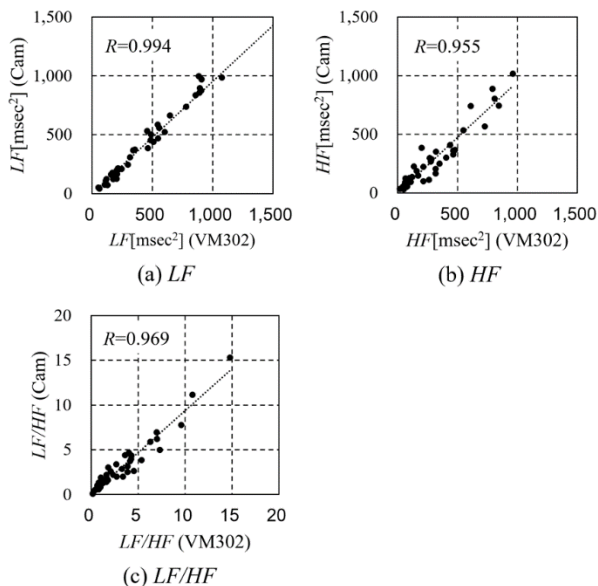 1,500
1,000
500
0
LF[msec²] (Cam)
R=0.994
0 500 1,000 1,500
LF[msec²] (VM302)
(a) LF
1,500
1,000
500
0
HF[msec²] (Cam)
R=0.955
0 500 1,000 1,500
HF[msec²] (VM302)
(b) HF
20
15
10
5
0
LF/HF (Cam)
R=0.969
0 5 10 15 20
LF/HF (VM302)
(c) LF/HF